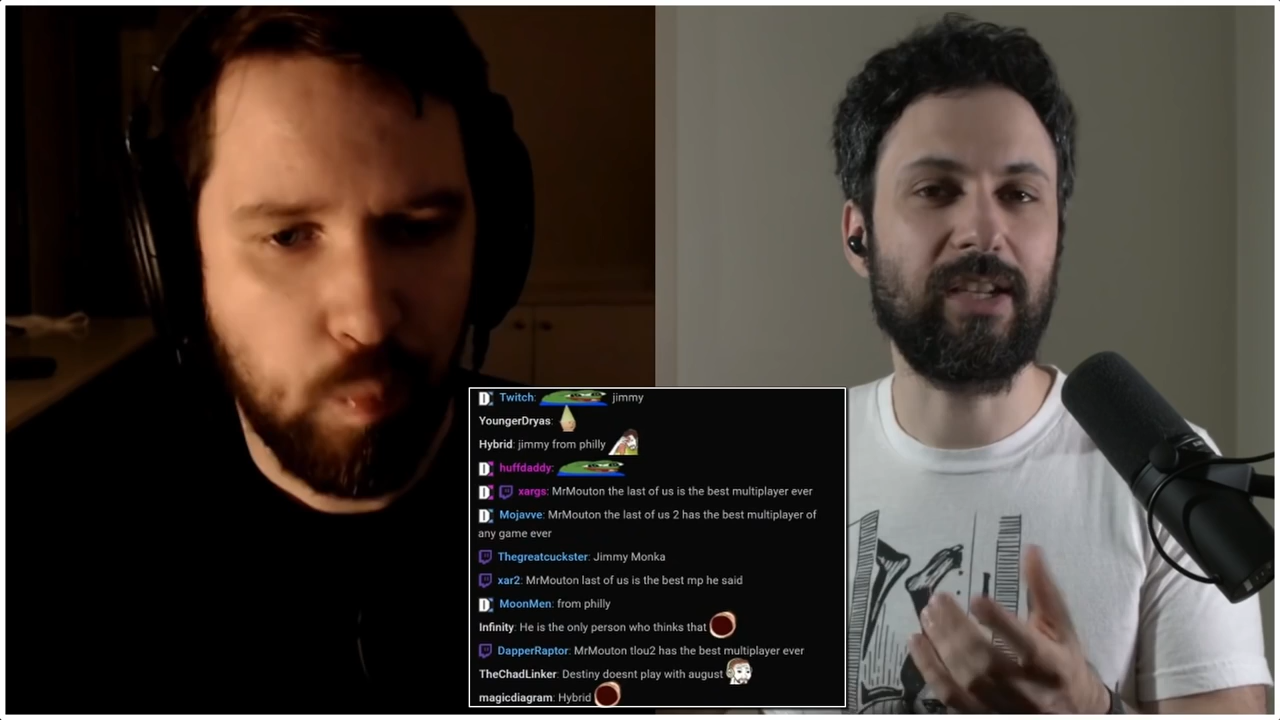 Twitch: jimmy
YoungerDryas:
Hybrid: jimmy from philly
huffdaddy:
xargs: MrMouton the last of us is the best multiplayer ever
Mojavve: MrMouton the last of us 2 has the best multiplayer of
any game ever
Thegreatcuckster: Jimmy Monka
xar2: MrMouton last of us is the best mp he said
MoonMen: from philly
Infinity: He is the only person who thinks that
DapperRaptor: MrMouton tlou2 has the best multiplayer ever
TheChadLinker: Destiny doesnt play with august
magicdiagram: Hybrid